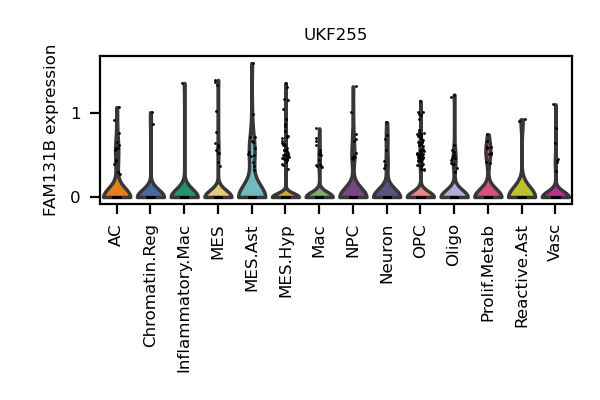 UKF255
FAM131B expression
1
0
AC
Chromatin.Reg
Inflammatory.Mac
MES
MES.Ast
MES.Hyp
Mac
NPC
Neuron
OPC
Oligo
Prolif.Metab
Reactive.Ast
Vasc